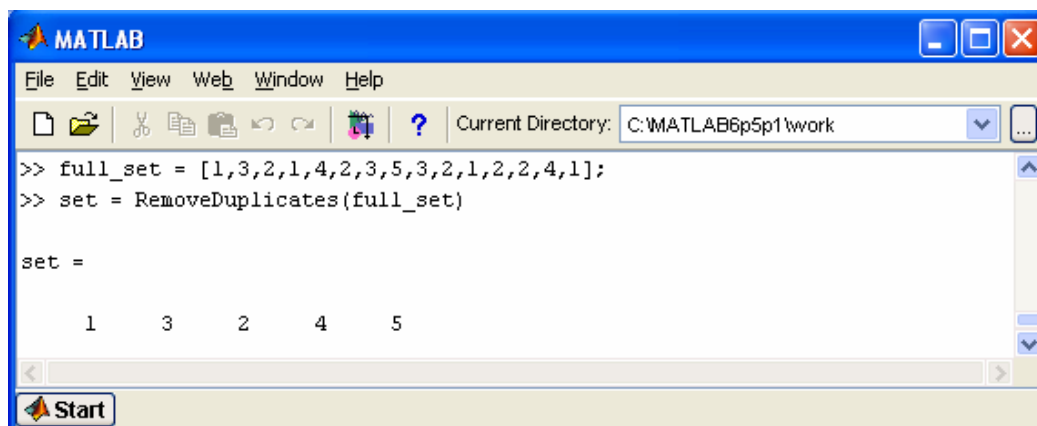 MATLAB
File Edit View Web Window Help
? Current Directory: C:\MATLAB6p5p1\work ...
>> full_set = [1,3,2,1,4,2,3,5,3,2,1,2,2,4,1];
>> set = RemoveDuplicates(full_set)
set =
1 3 2 4 5
Start